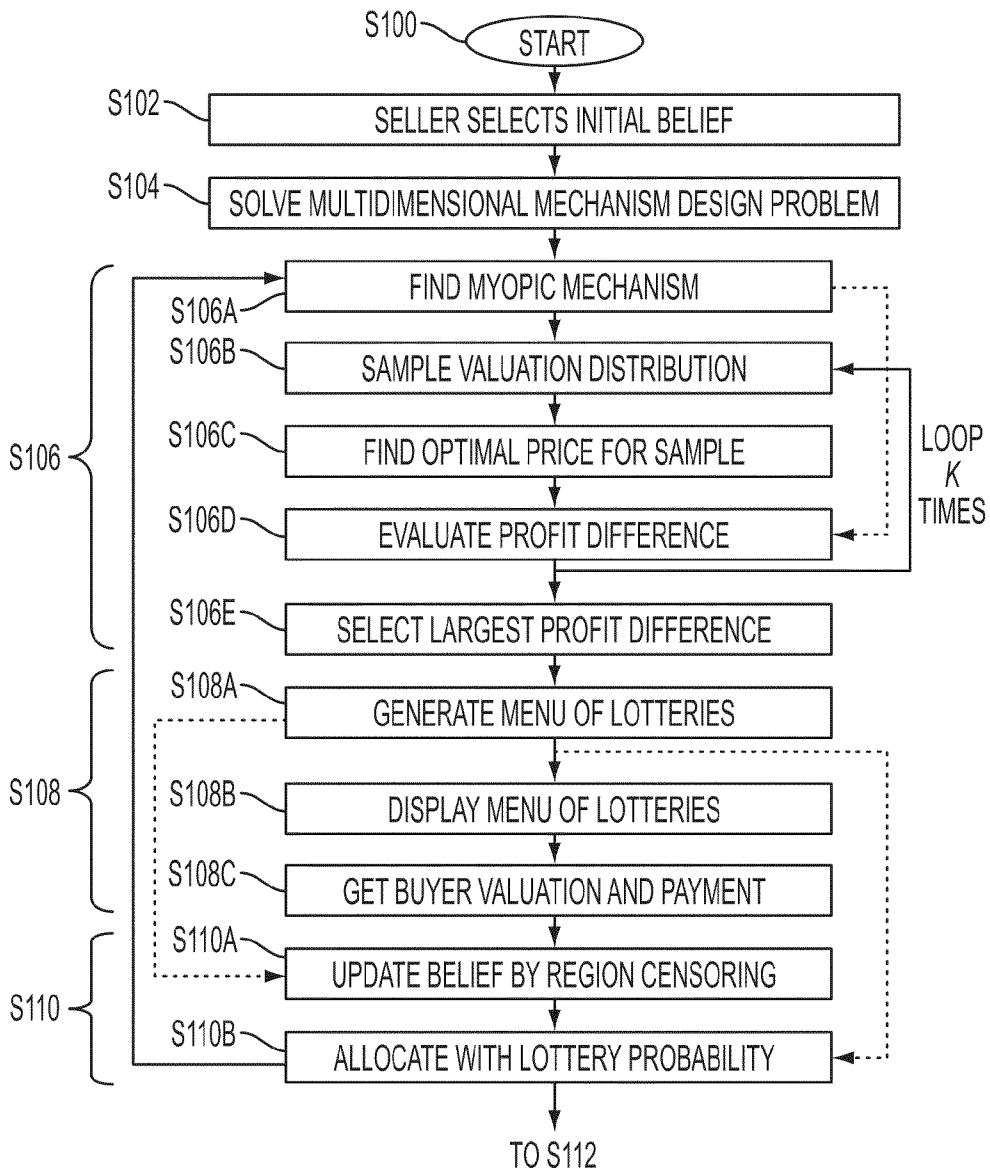 S100
START
S102
SELLER SELECTS INITIAL BELIEF
S104
SOLVE MULTIDIMENSIONAL MECHANISM DESIGN PROBLEM
S106
S106A
FIND MYOPIC MECHANISM
S106B
SAMPLE VALUATION DISTRIBUTION
S106C
FIND OPTIMAL PRICE FOR SAMPLE
LOOP
K
TIMES
S106D
EVALUATE PROFIT DIFFERENCE
S106E
SELECT LARGEST PROFIT DIFFERENCE
S108
S108A
GENERATE MENU OF LOTTERIES
S108B
DISPLAY MENU OF LOTTERIES
S108C
GET BUYER VALUATION AND PAYMENT
S110
S110A
UPDATE BELIEF BY REGION CENSORING
S110B
ALLOCATE WITH LOTTERY PROBABILITY
TO S112